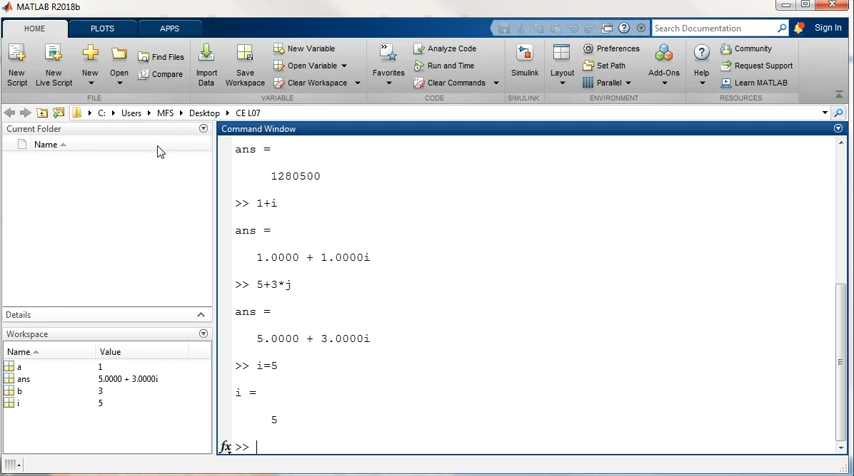 MATLAB R2018b
HOME PLOTS APPS Search Documentation Sign In
New Script
New Live Script
New
Open
Find Files
Compare
FILE
Import Data
Save Workspace
New Variable
Open Variable
Clear Workspace
VARIABLE
Favorites
Analyze Code
Run and Time
Clear Commands
CODE
Simulink
SIMULINK
Layout
Preferences
Set Path
Parallel
Add-Ons
ENVIRONMENT
Help
Community
Request Support
Learn MATLAB
RESOURCES
C: Users MFS Desktop CE L07
Current Folder
Name
Details
Workspace
Name Value
a 1
ans 5.0000 + 3.0000i
b 3
i 5
Command Window
ans =
1280500
>> 1+i
ans =
1.0000 + 1.0000i
>> 5+3*j
ans =
5.0000 + 3.0000i
>> i=5
i =
5
fx >>